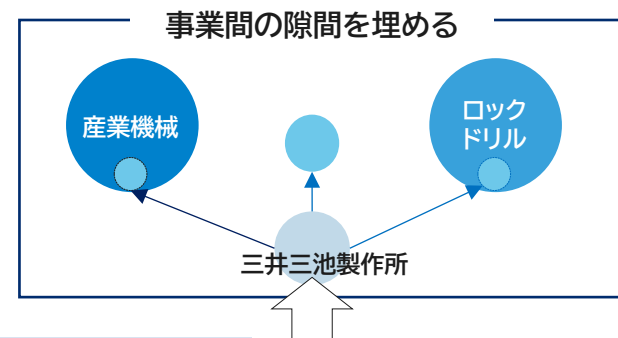 事業間の隙間を埋める
産業機械
ロック
ドリル
三井三池製作所